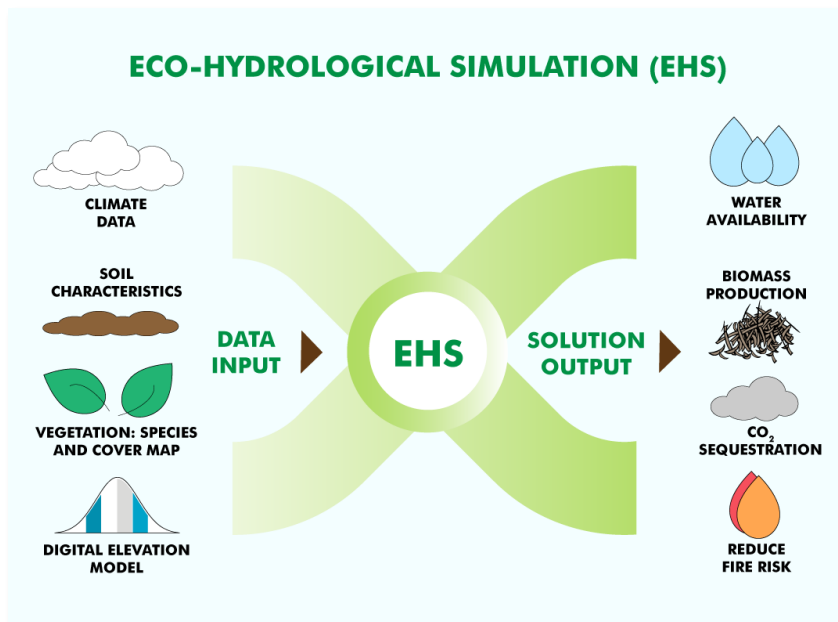 ECO-HYDROLOGICAL SIMULATION (EHS)
CLIMATE
DATA
SOIL
CHARACTERISTICS
VEGETATION: SPECIES
AND COVER MAP
DIGITAL ELEVATION
MODEL
DATA
INPUT
EHS
SOLUTION
OUTPUT
WATER
AVAILABILITY
BIOMASS
PRODUCTION
CO₂
SEQUESTRATION
REDUCE
FIRE RISK